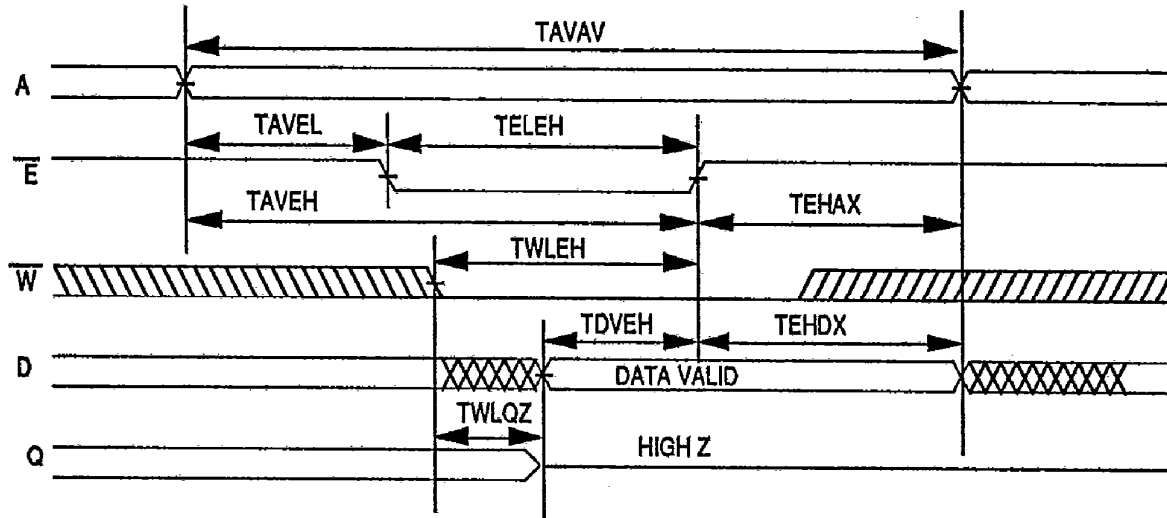 TAVAV
A
TAVEL TELEH
E
TAVEH TEHAX
TWLEH
W
TDVEH TEHDX
D DATA VALID
TWLQZ
Q HIGH Z